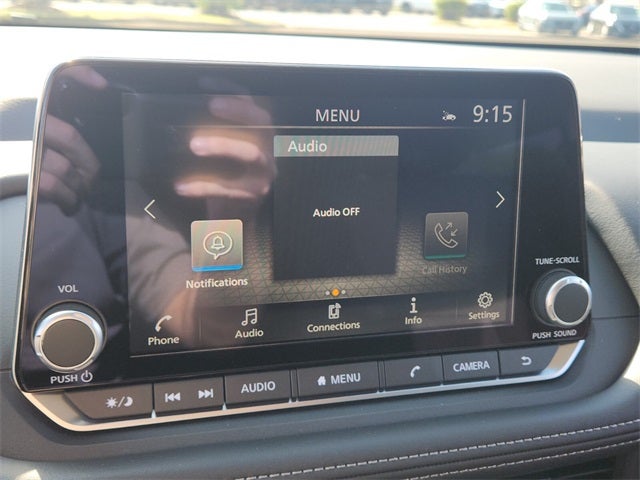 MENU
9:15
Audio
Audio OFF
Notifications
Call History
Phone
Audio
Connections
Info
Settings
VOL
PUSH
TUNE·SCROLL
PUSH SOUND
AUDIO
MENU
CAMERA